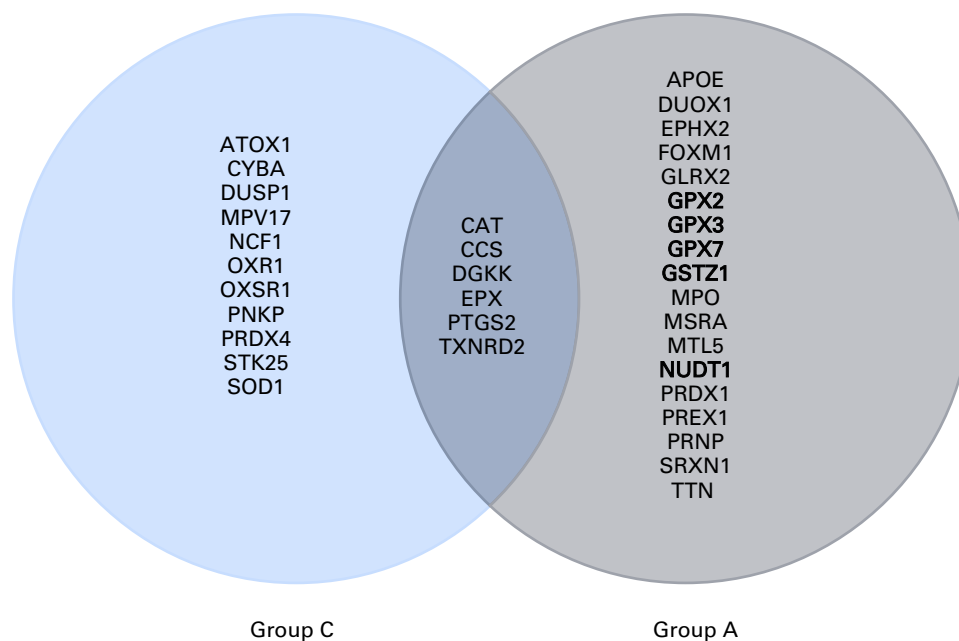 ATOX1
CYBA
DUSP1
MPV17
NCF1
OXR1
OXSR1
PNKP
PRDX4
STK25
SOD1
CAT
CCS
DGKK
EPX
PTGS2
TXNRD2
APOE
DUOX1
EPHX2
FOXM1
GLRX2
GPX2
GPX3
GPX7
GSTZ1
MPO
MSRA
MTL5
NUDT1
PRDX1
PREX1
PRNP
SRXN1
TTN
Group C
Group A